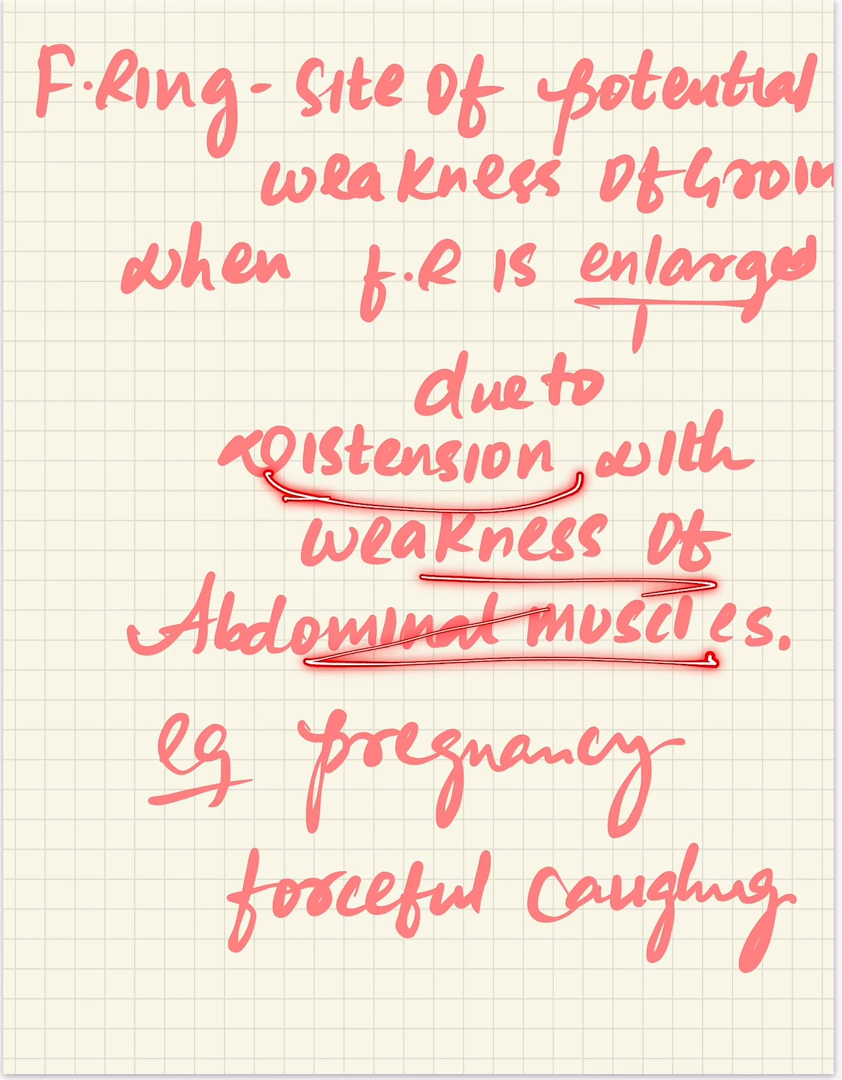 F.Ring - Site of potential
weakness of Groin
when f.R is enlarged
due to
Distension with
weakness of
Abdominal muscles.
eg pregnancy
forceful caughing